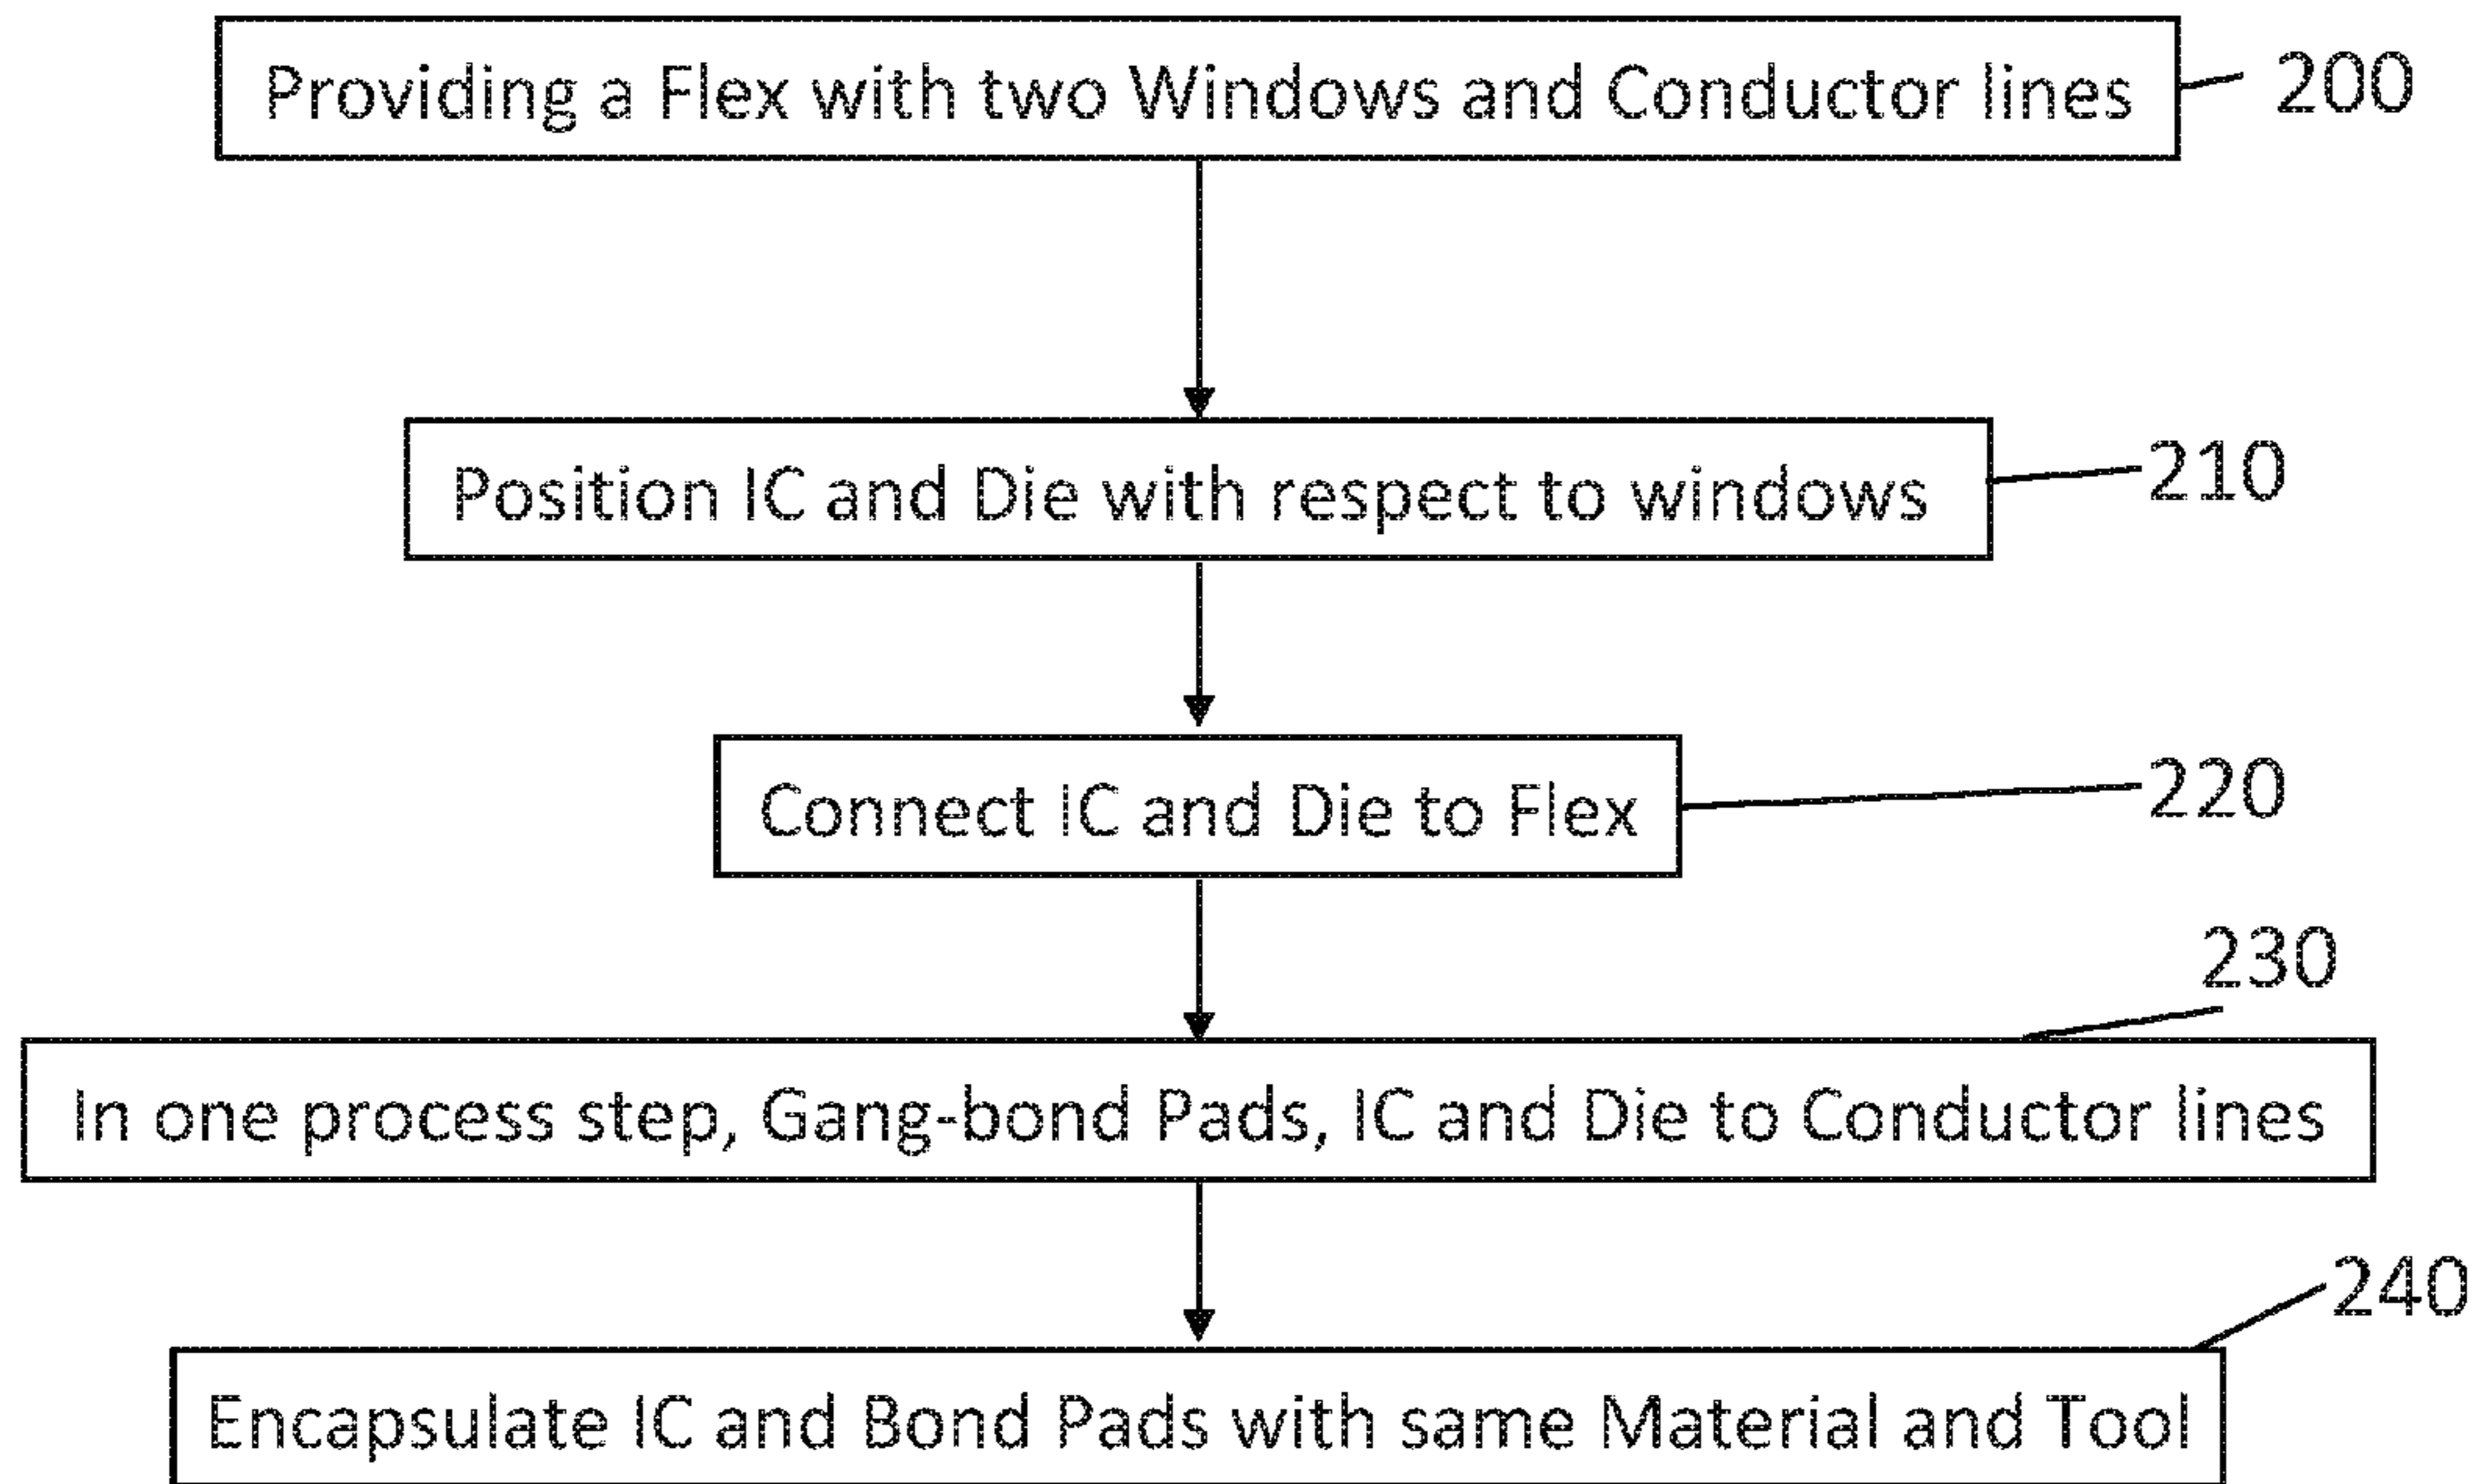 Providing a Flex with two Windows and Conductor lines 200
Position IC and Die with respect to windows 210
Connect IC and Die to Flex 220
230
In one process step, Gang-bond Pads, IC and Die to Conductor lines
240
Encapsulate IC and Bond Pads with same Material and Tool